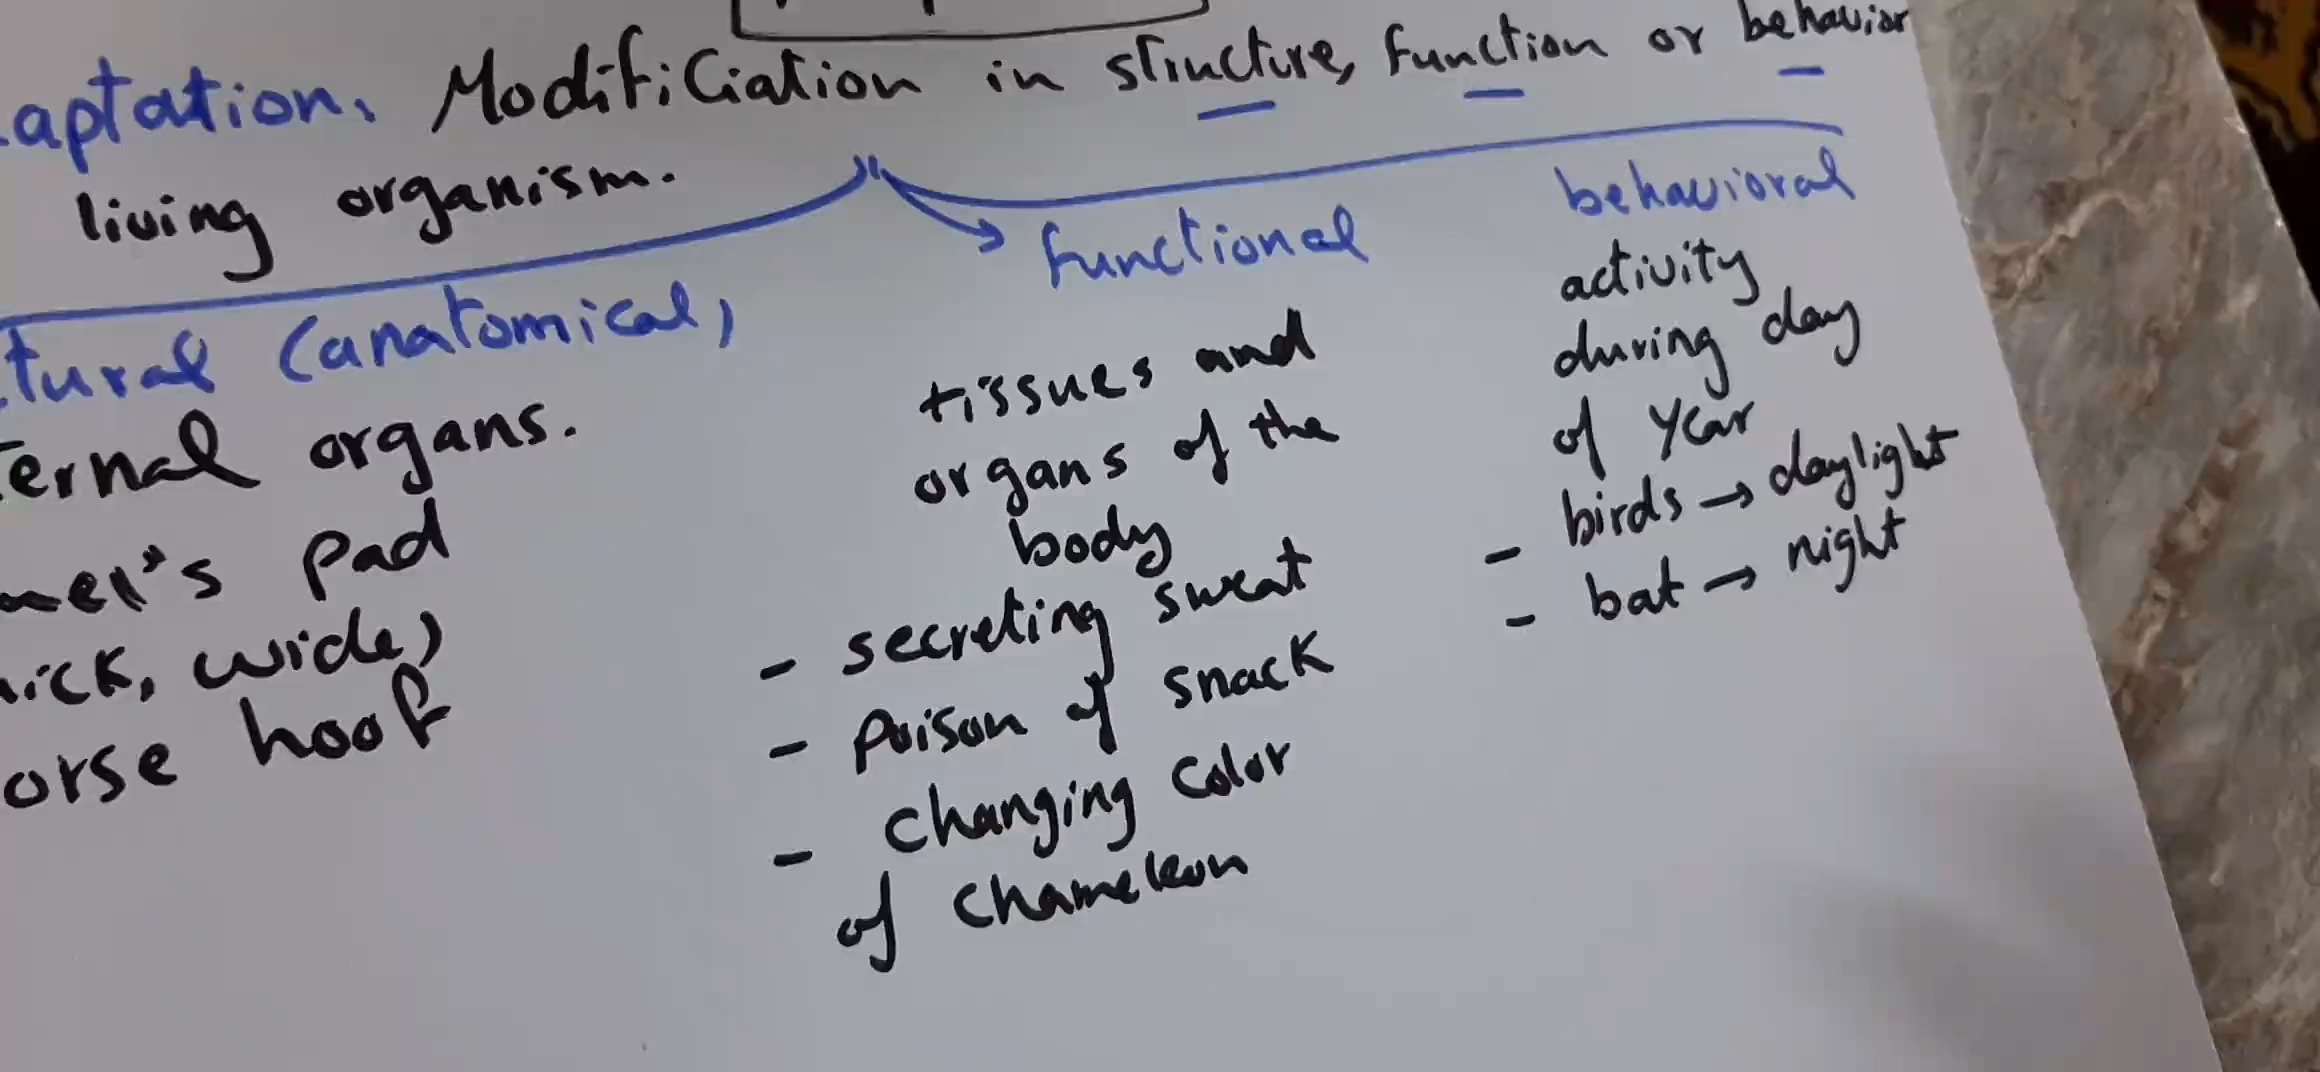 aptation. Modificiation in structure, function or behavior
living organism.
tural (anatomical)
ernal organs.
mel's pad
hick, wide)
orse hoof
functional
tissues and
organs of the
body
- secreting sweat
- poison of snack
- changing color
of chameleon
behavioral
activity
during day
of year
- birds → daylight
- bat → night